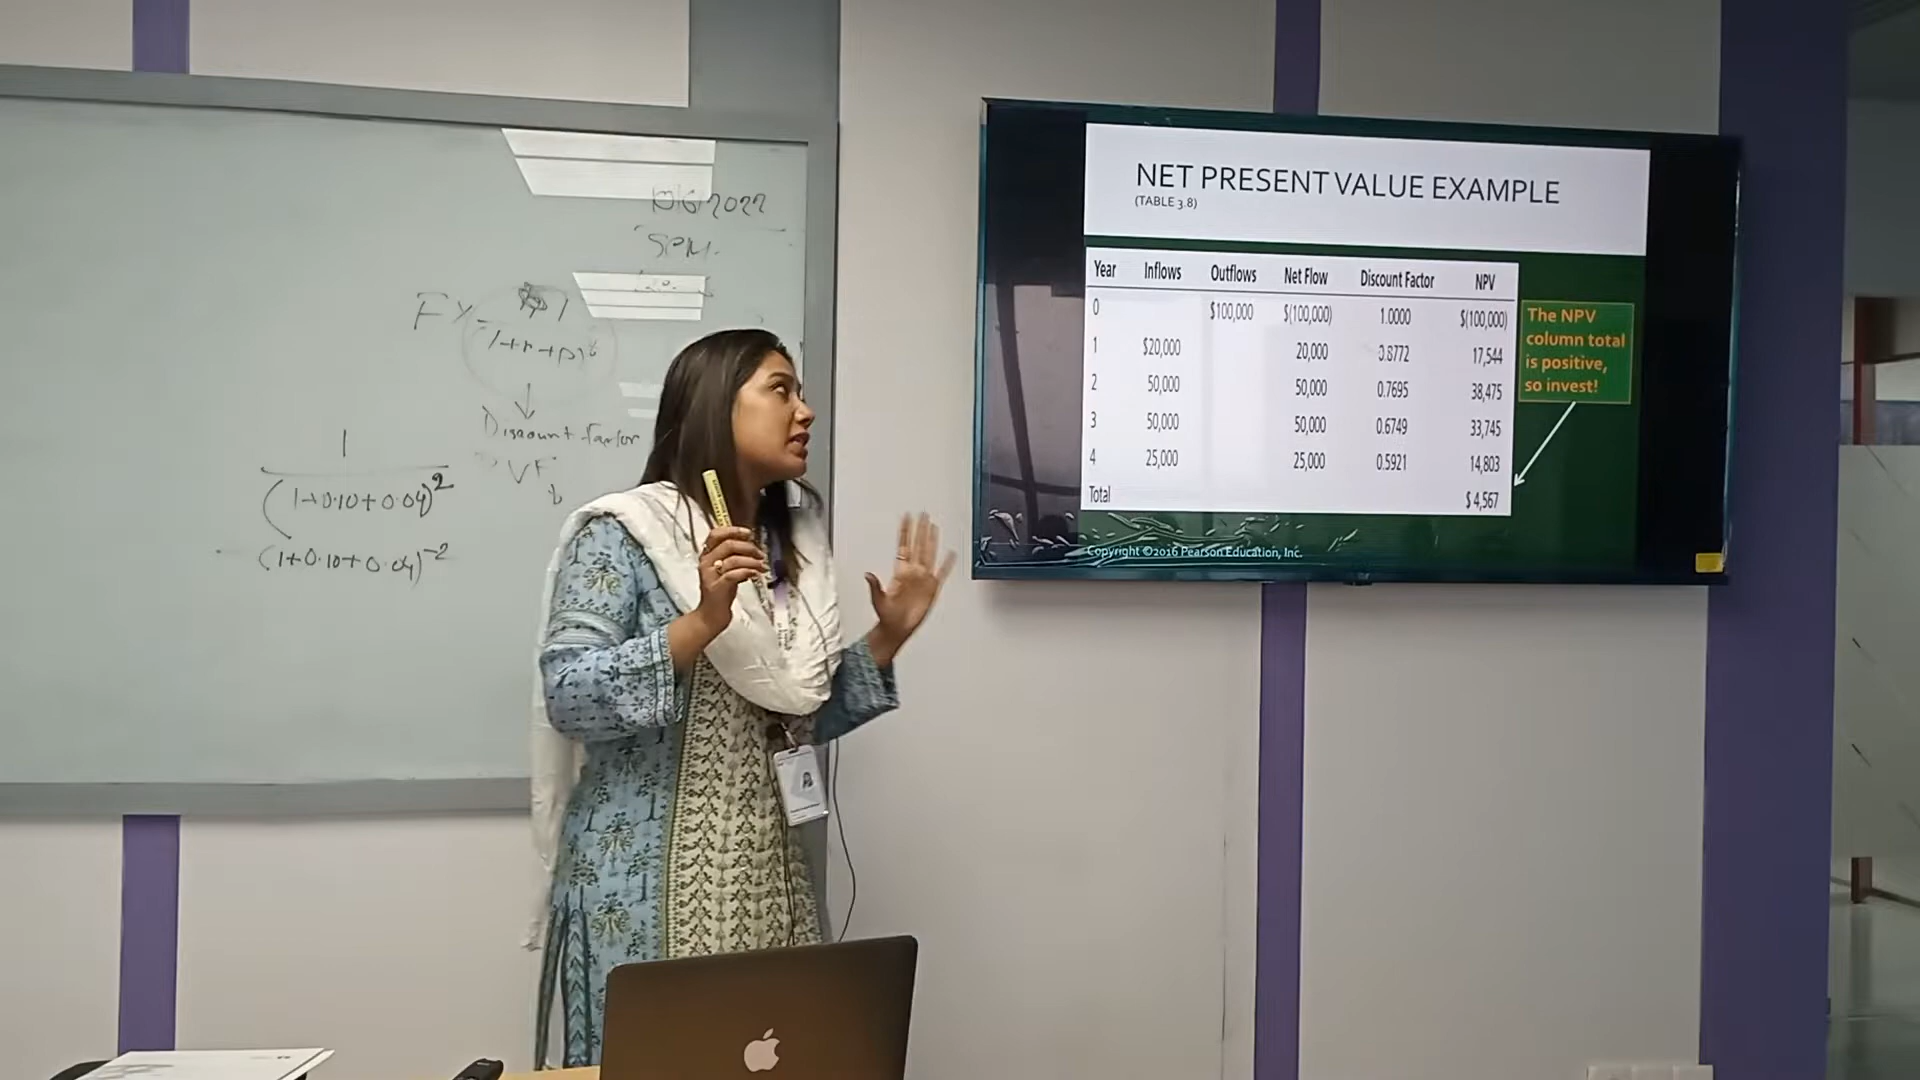 2022
SPM.
F X 1
(1+r+p)t
Discount factor
PVF
t
1
(1+0.10+0.04)2
(1+0.10+0.04)-2
NET PRESENT VALUE EXAMPLE
(TABLE 3.8)
Year Inflows Outflows Net Flow Discount Factor NPV
0 $100,000 $(100,000) 1.0000 $(100,000)
1 $20,000 20,000 0.8772 17,544
2 50,000 50,000 0.7695 38,475
3 50,000 50,000 0.6749 33,745
4 25,000 25,000 0.5921 14,803
Total $ 4,567
The NPV
column total
is positive,
so invest!
Copyright ©2016 Pearson Education, Inc.